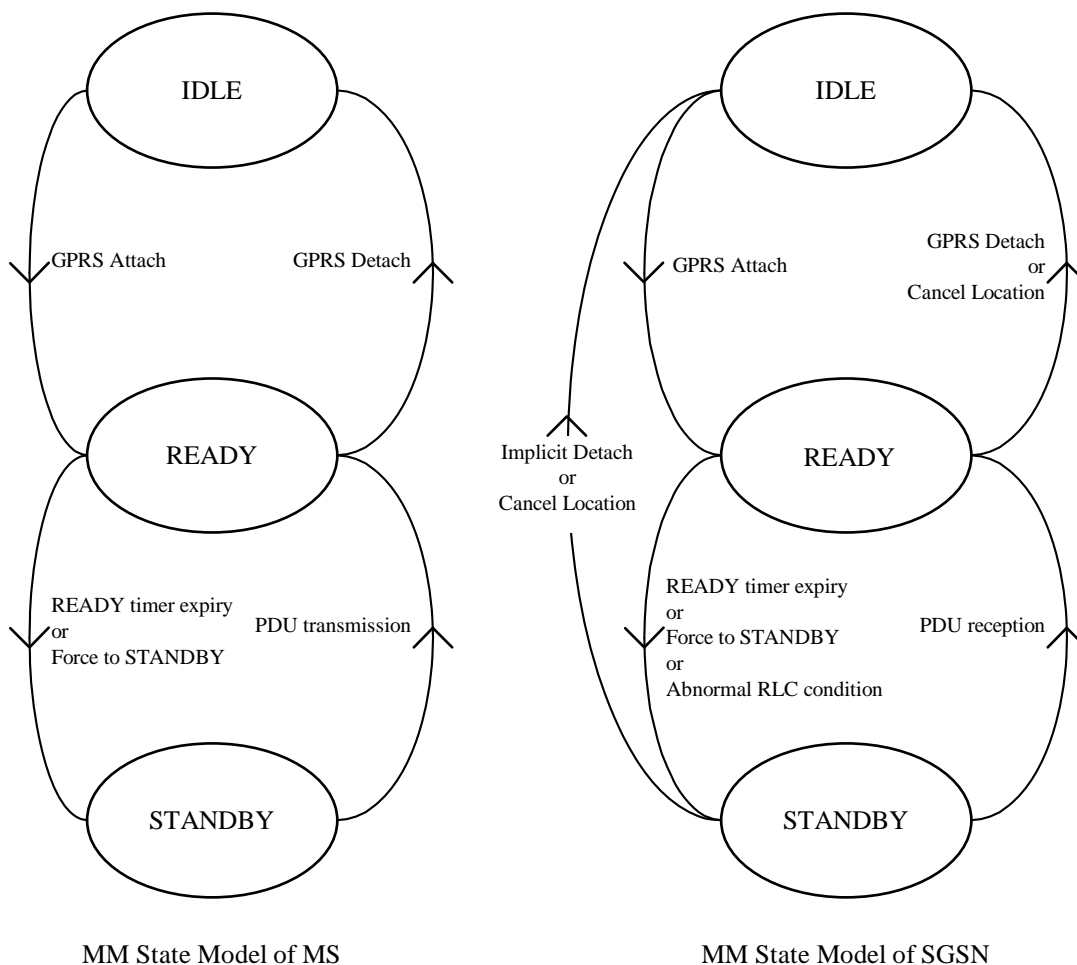 IDLE
GPRS Attach
GPRS Detach
READY
READY timer expiry
or
Force to STANDBY
PDU transmission
STANDBY
MM State Model of MS
IDLE
GPRS Attach
GPRS Detach
or
Cancel Location
Implicit Detach
or
Cancel Location
READY
READY timer expiry
or
Force to STANDBY
or
Abnormal RLC condition
PDU reception
STANDBY
MM State Model of SGSN